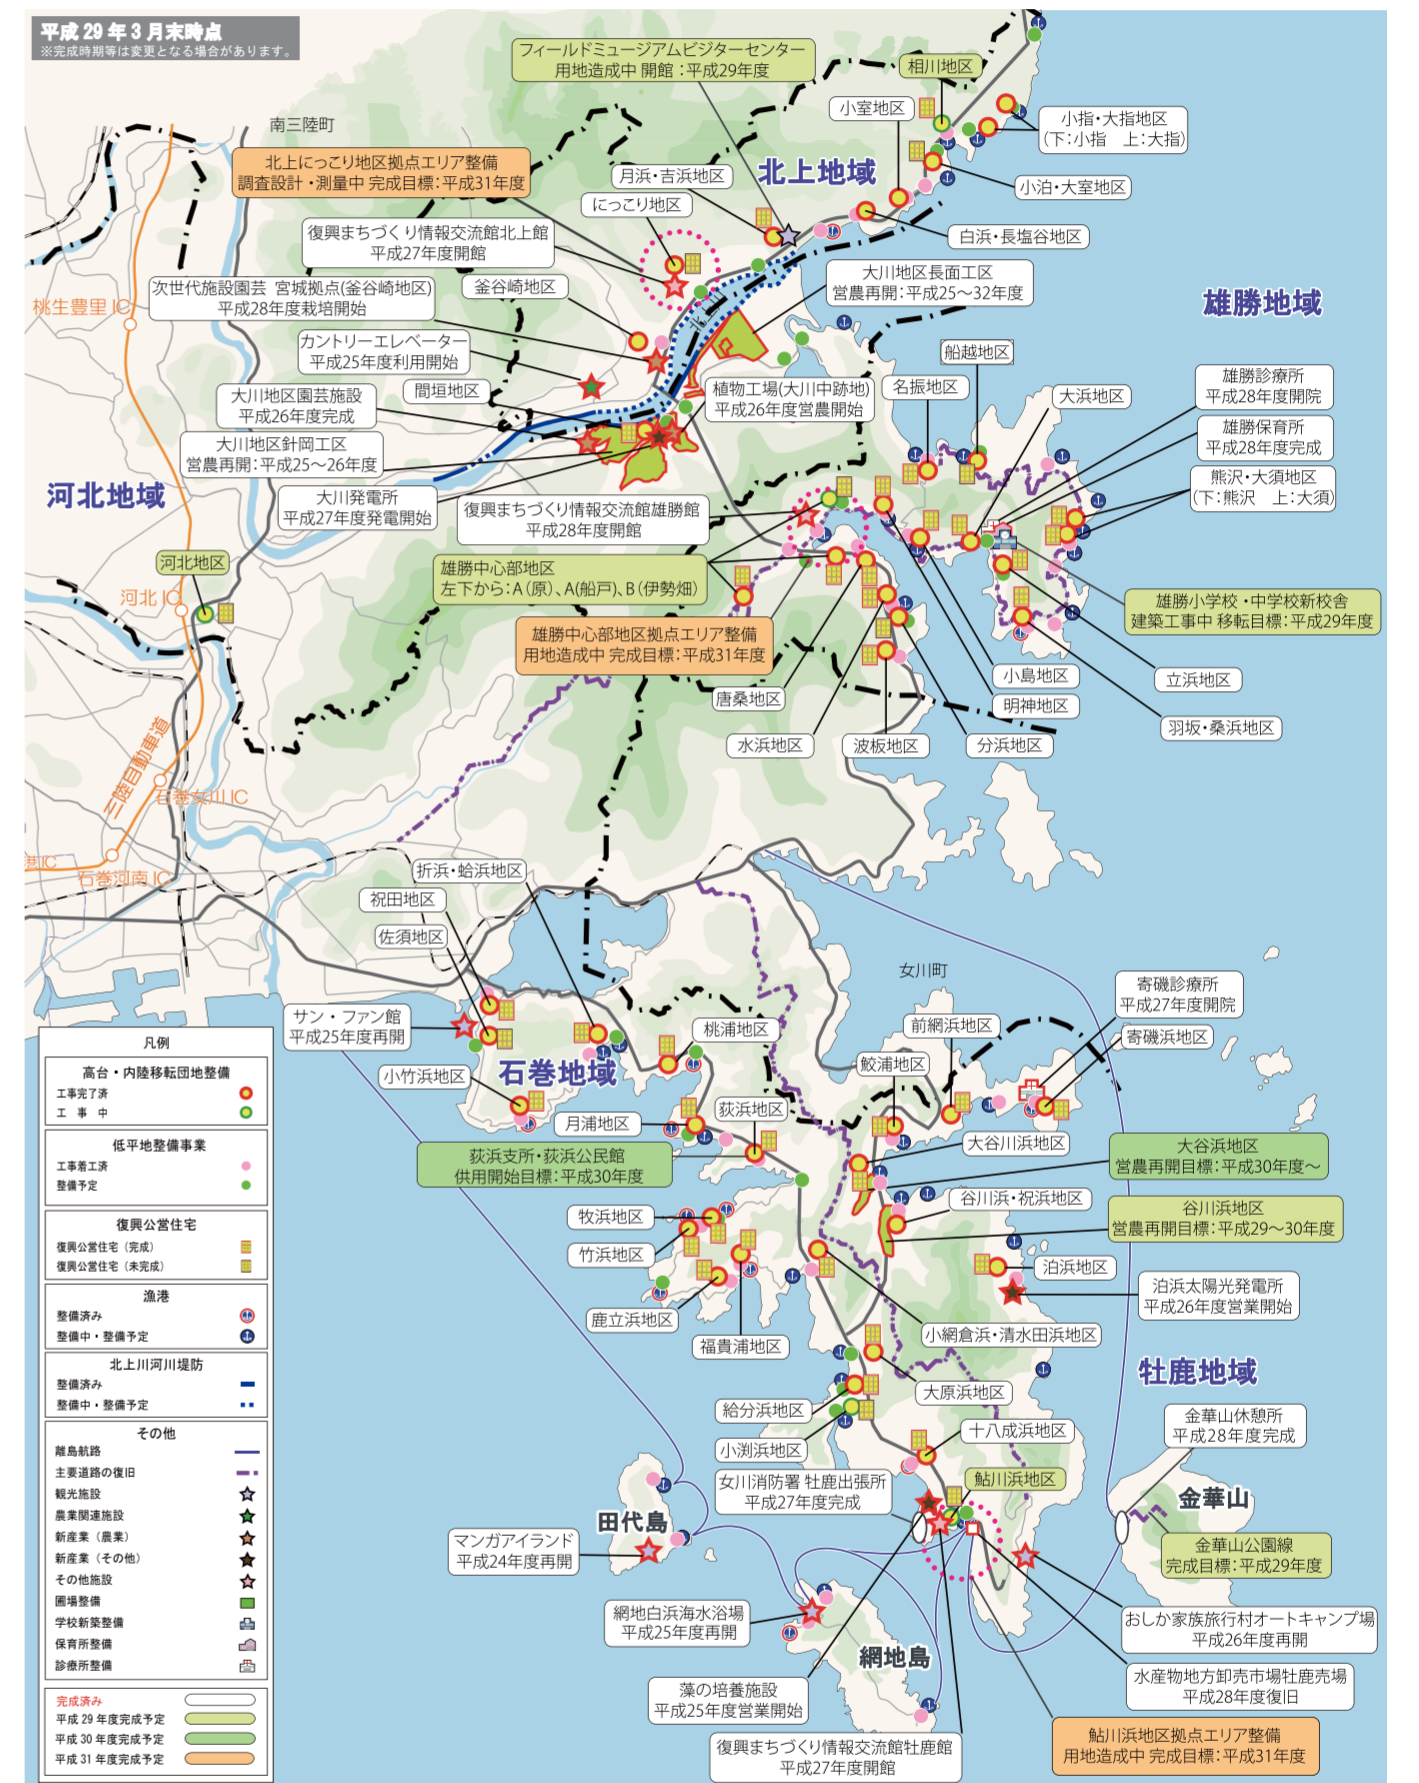 平成 29 年 3 月末時点
※完成時期等は変更となる場合があります。
フィールドミュージアムビジターセンター
用地造成中 開館：平成29年度
相川地区
小室地区
小指・大指地区
(下：小指　上：大指)
南三陸町
北上にっこり地区拠点エリア整備
調査設計・測量中 完成目標：平成31年度
月浜・吉浜地区
北上地域
小泊・大室地区
にっこり地区
復興まちづくり情報交流館北上館
平成27年度開館
白浜・長塩谷地区
次世代施設園芸 宮城拠点(釜谷崎地区)
平成28年度栽培開始
釜谷崎地区
大川地区長面工区
営農再開：平成25～32年度
雄勝地域
桃生豊里 IC
カントリーエレベーター
平成25年度利用開始
船越地区
間垣地区
植物工場(大川中跡地)
平成26年度営農開始
名振地区
大浜地区
雄勝診療所
平成28年度開院
大川地区園芸施設
平成26年度完成
雄勝保育所
平成28年度完成
大川地区針岡工区
営農再開：平成25～26年度
熊沢・大須地区
(下：熊沢　上：大須)
河北地域
大川発電所
平成27年度発電開始
復興まちづくり情報交流館雄勝館
平成28年度開館
河北地区
雄勝中心部地区
左下から：A（原）、A(船戸)、B（伊勢畑）
河北 IC
雄勝小学校・中学校新校舎
建築工事中 移転目標：平成29年度
雄勝中心部地区拠点エリア整備
用地造成中 完成目標：平成31年度
小島地区
立浜地区
唐桑地区
明神地区
羽坂・桑浜地区
水浜地区
波板地区
分浜地区
三陸自動車道
石巻女川 IC
石巻河南 IC
折浜・蛤浜地区
祝田地区
佐須地区
女川町
寄磯診療所
平成27年度開院
サン・ファン館
平成25年度再開
桃浦地区
前網浜地区
寄磯浜地区
石巻地域
鮫浦地区
小竹浜地区
月浦地区
荻浜地区
大谷川浜地区
大谷浜地区
営農再開目標：平成30年度～
荻浜支所・荻浜公民館
供用開始目標：平成30年度
谷川浜・祝浜地区
谷川浜地区
営農再開目標：平成29～30年度
牧浜地区
竹浜地区
泊浜地区
泊浜太陽光発電所
平成26年度営業開始
鹿立浜地区
福貴浦地区
小網倉浜・清水田浜地区
牡鹿地域
大原浜地区
給分浜地区
小渕浜地区
十八成浜地区
金華山休憩所
平成28年度完成
女川消防署 牡鹿出張所
平成27年度完成
鮎川浜地区
金華山
田代島
マンガアイランド
平成24年度再開
金華山公園線
完成目標：平成29年度
網地白浜海水浴場
平成25年度再開
おしか家族旅行村オートキャンプ場
平成26年度再開
網地島
藻の培養施設
平成25年度営業開始
水産物地方卸売市場牡鹿売場
平成28年度復旧
復興まちづくり情報交流館牡鹿館
平成27年度開館
鮎川浜地区拠点エリア整備
用地造成中 完成目標：平成31年度
凡例
高台・内陸移転団地整備
工事完了済
工　事　中
低平地整備事業
工事着工済
整備予定
復興公営住宅
復興公営住宅（完成）
復興公営住宅（未完成）
漁港
整備済み
整備中・整備予定
北上川河川堤防
整備済み
整備中・整備予定
その他
離島航路
主要道路の復旧
観光施設
農業関連施設
新産業（農業）
新産業（その他）
その他施設
圃場整備
学校新築整備
保育所整備
診療所整備
完成済み
平成 29 年度完成予定
平成 30 年度完成予定
平成 31 年度完成予定